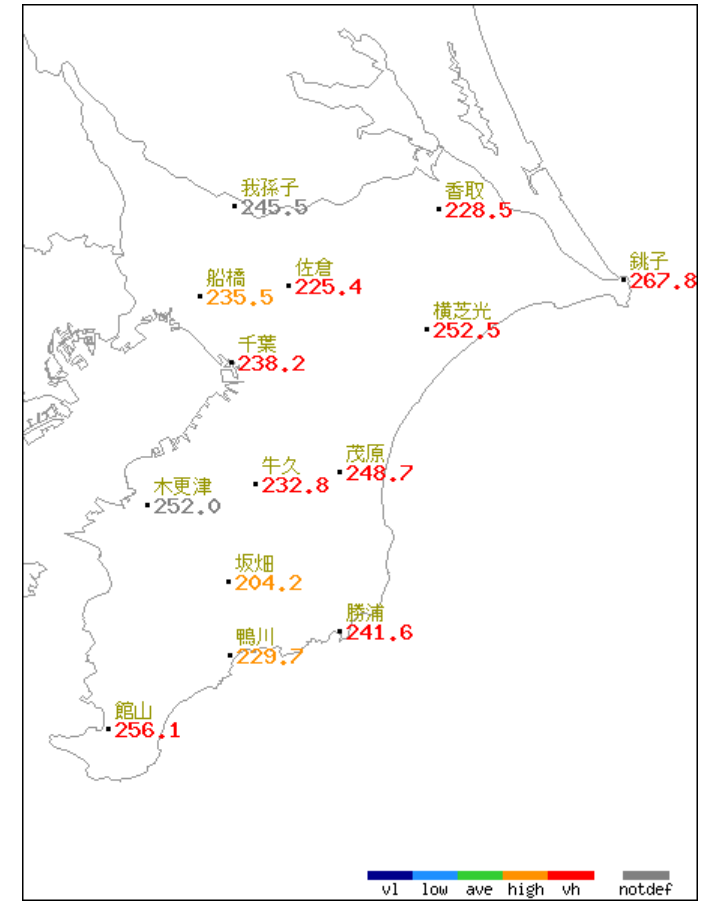 我孫子
245.5
香取
228.5
銚子
267.8
船橋
235.5
佐倉
225.4
横芝光
252.5
千葉
238.2
茂原
248.7
牛久
232.8
木更津
252.0
坂畑
204.2
勝浦
241.6
鴨川
229.7
館山
256.1
vl low ave high vh notdef